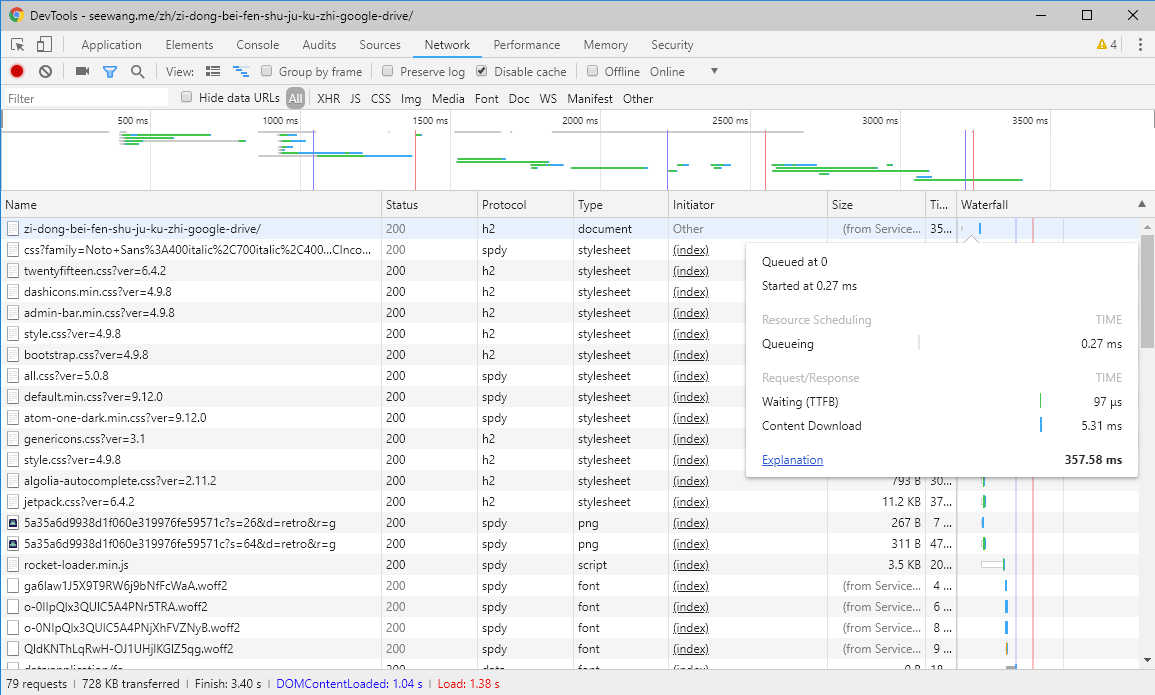 DevTools - seewang.me/zh/zi-dong-bei-fen-shu-ju-ku-zhi-google-drive/
Application Elements Console Audits Sources Network Performance Memory Security 4
View: Group by frame Preserve log Disable cache Offline Online
Filter Hide data URLs All XHR JS CSS Img Media Font Doc WS Manifest Other
500 ms 1000 ms 1500 ms 2000 ms 2500 ms 3000 ms 3500 ms
Name Status Protocol Type Initiator Size Ti... Waterfall
zi-dong-bei-fen-shu-ju-ku-zhi-google-drive/ 200 h2 document Other (from Service... 35...
css?family=Noto+Sans%3A400italic%2C700italic%2C400...CInco... 200 spdy stylesheet (index)
twentyfifteen.css?ver=6.4.2 200 h2 stylesheet (index)
dashicons.min.css?ver=4.9.8 200 h2 stylesheet (index)
admin-bar.min.css?ver=4.9.8 200 h2 stylesheet (index)
style.css?ver=4.9.8 200 h2 stylesheet (index)
bootstrap.css?ver=4.9.8 200 h2 stylesheet (index)
all.css?ver=5.0.8 200 spdy stylesheet (index)
default.min.css?ver=9.12.0 200 spdy stylesheet (index)
atom-one-dark.min.css?ver=9.12.0 200 spdy stylesheet (index)
genericons.css?ver=3.1 200 h2 stylesheet (index)
style.css?ver=4.9.8 200 h2 stylesheet (index)
algolia-autocomplete.css?ver=2.11.2 200 h2 stylesheet (index) 793 B 30...
jetpack.css?ver=6.4.2 200 h2 stylesheet (index) 11.2 KB 37...
5a35a6d9938d1f060e319976fe59571c?s=26&d=retro&r=g 200 spdy png (index) 267 B 7 ...
5a35a6d9938d1f060e319976fe59571c?s=64&d=retro&r=g 200 spdy png (index) 311 B 47...
rocket-loader.min.js 200 spdy script (index) 3.5 KB 20...
ga6law1J5X9T9RW6j9bNfFcWaA.woff2 200 spdy font (index) (from Service... 4 ...
o-0IIpQlx3QUlC5A4PNr5TRA.woff2 200 spdy font (index) (from Service... 6 ...
o-0NIpQlx3QUlC5A4PNjXhFVZNyB.woff2 200 spdy font (index) (from Service... 8 ...
QldKNThLqRwH-OJ1UHjlKGlZ5qg.woff2 200 spdy font (index) (from Service... 9 ...
Queued at 0
Started at 0.27 ms
Resource Scheduling TIME
Queueing 0.27 ms
Request/Response TIME
Waiting (TTFB) 97 µs
Content Download 5.31 ms
Explanation 357.58 ms
79 requests | 728 KB transferred | Finish: 3.40 s | DOMContentLoaded: 1.04 s | Load: 1.38 s